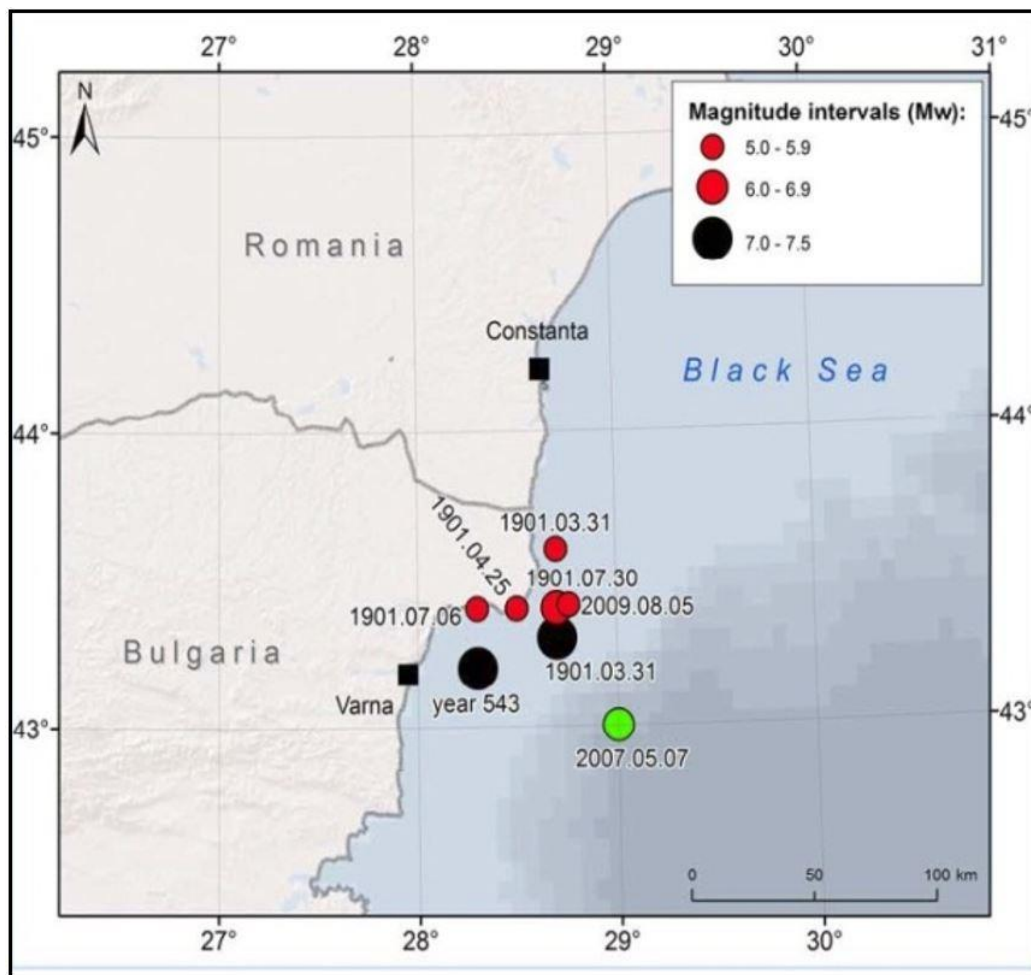 27° 28° 29° 30° 31°
N
Magnitude intervals (Mw):
5.0 - 5.9
6.0 - 6.9
7.0 - 7.5
45° 45°
Romania
Constanta
Black Sea
44° 44°
1901.03.31
1901.04.25
1901.07.30
1901.07.06
2009.08.05
Bulgaria
1901.03.31
Varna
year 543
43° 43°
2007.05.07
0 50 100 km
27° 28° 29° 30°